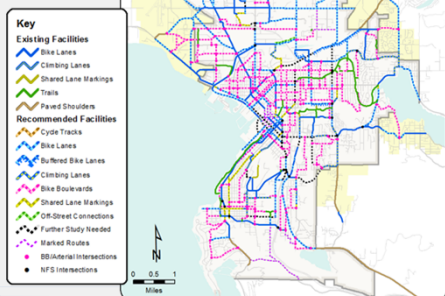 Key
Existing Facilities
Bike Lanes
Climbing Lanes
Shared Lane Markings
Trails
Paved Shoulders
Recommended Facilities
Cycle Tracks
Bike Lanes
Buffered Bike Lanes
Climbing Lanes
Bike Boulevards
Shared Lane Markings
Off-Street Connections
Further Study Needed
Marked Routes
BB/Arterial Intersections
NFS Intersections
N
0 0.5 1
Miles